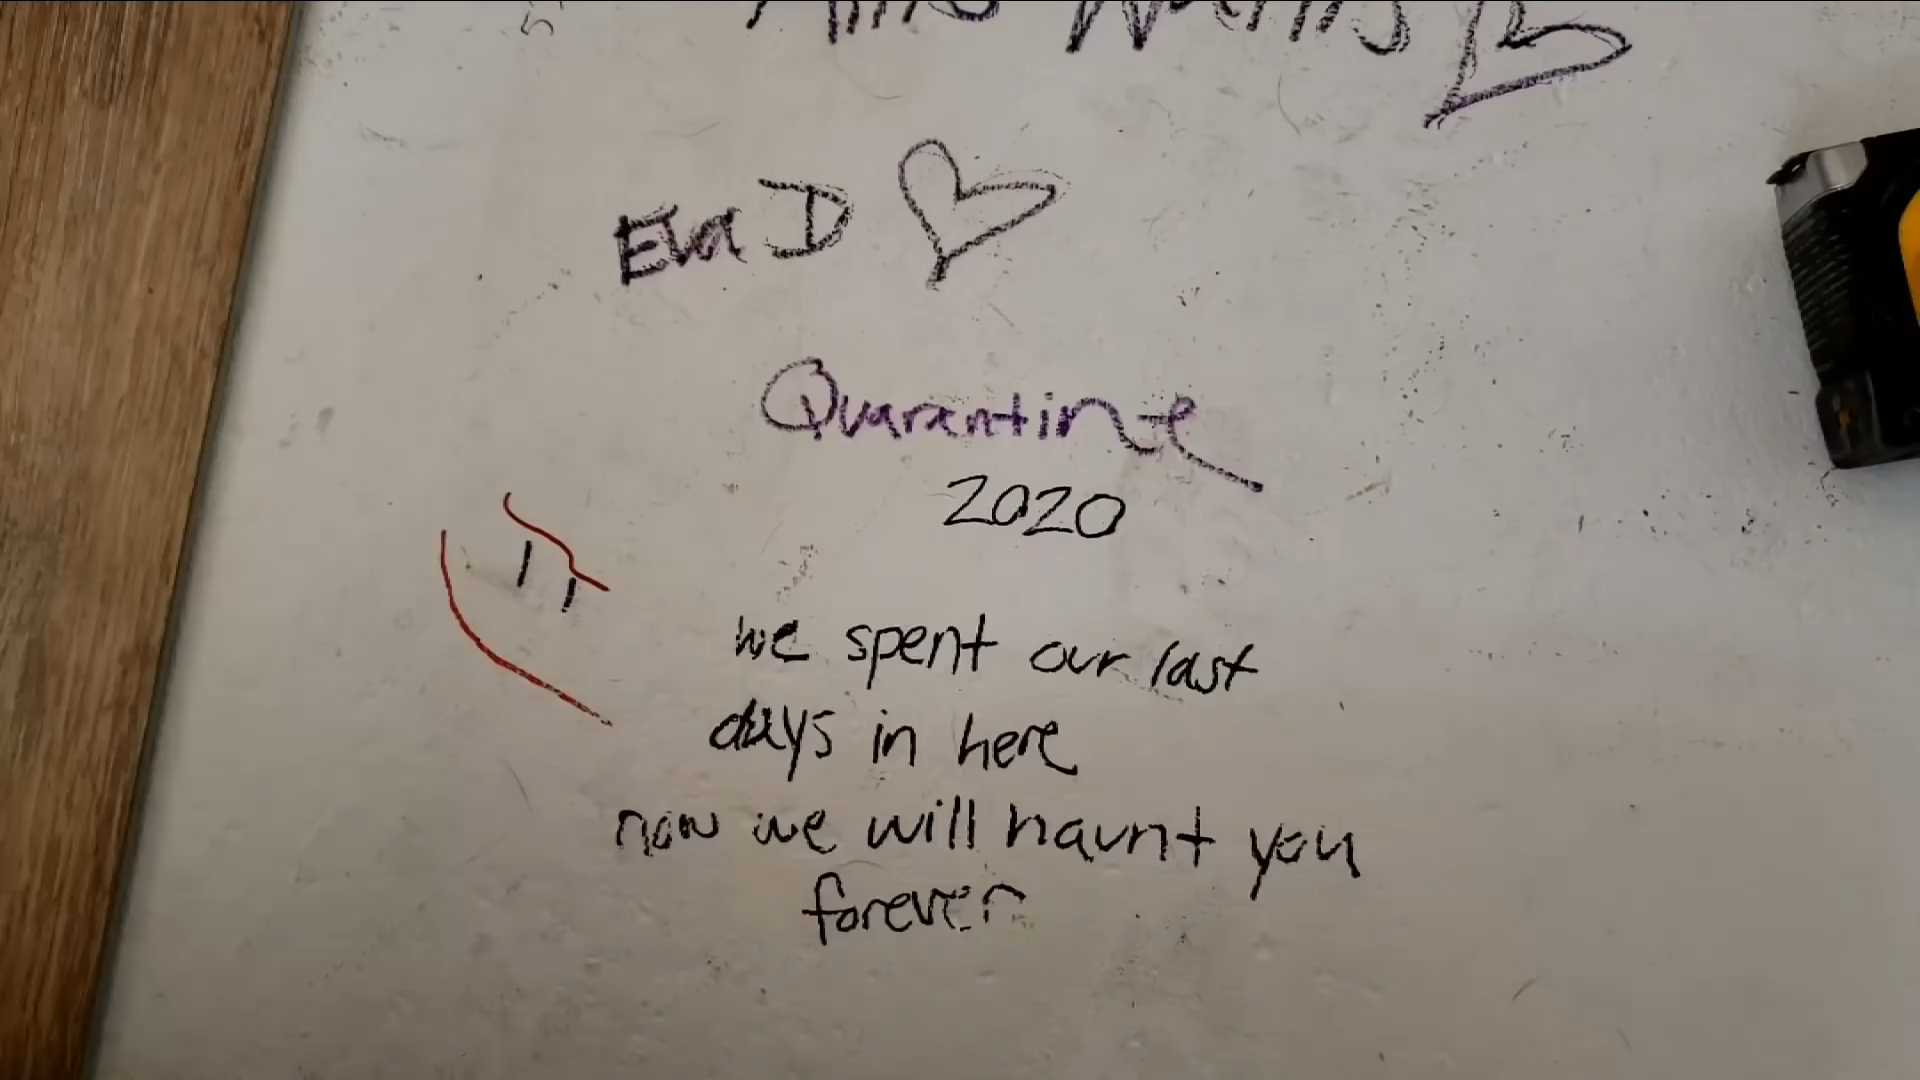 Eva D
Quarantine
2020
we spent our last
days in here
now we will haunt you
forever